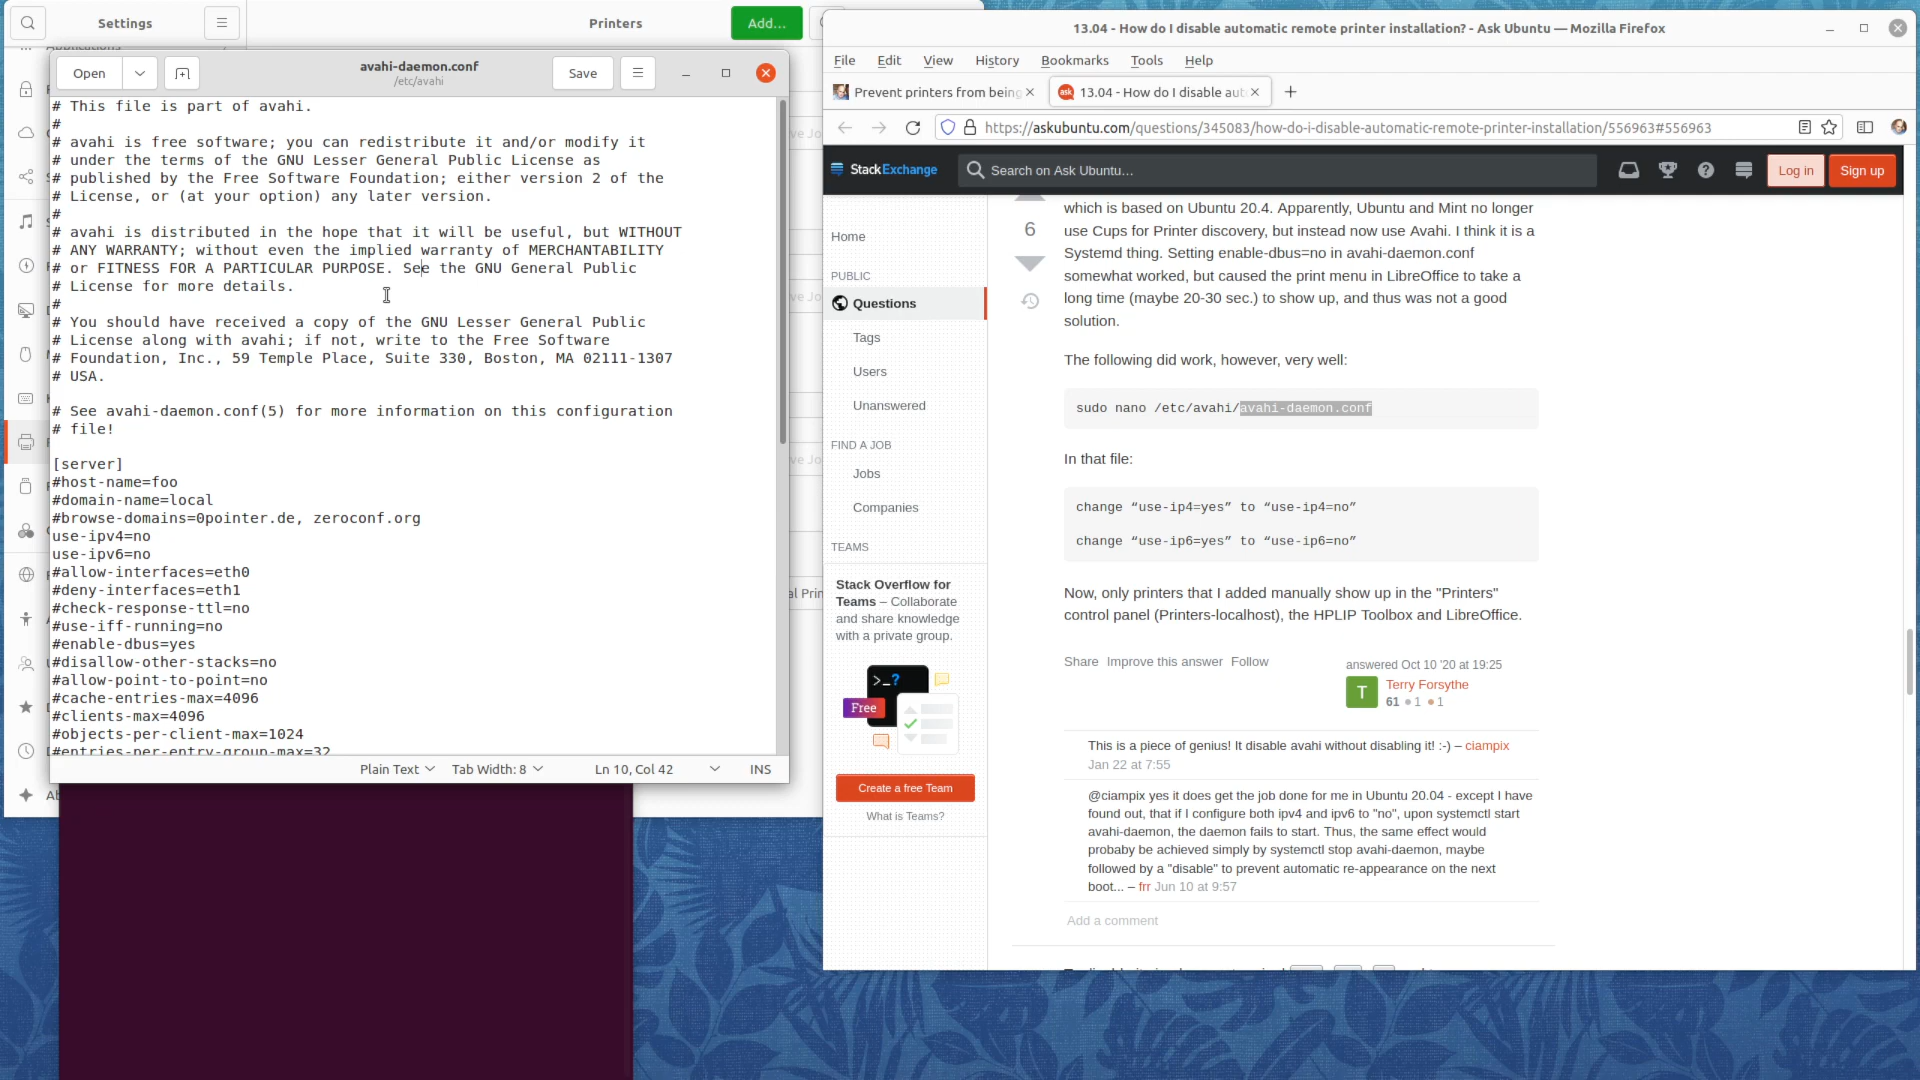 Settings
Printers
Add...
Open
avahi-daemon.conf
/etc/avahi
Save
# This file is part of avahi.
#
# avahi is free software; you can redistribute it and/or modify it
# under the terms of the GNU Lesser General Public License as
# published by the Free Software Foundation; either version 2 of the
# License, or (at your option) any later version.
#
# avahi is distributed in the hope that it will be useful, but WITHOUT
# ANY WARRANTY; without even the implied warranty of MERCHANTABILITY
# or FITNESS FOR A PARTICULAR PURPOSE. See the GNU General Public
# License for more details.
#
# You should have received a copy of the GNU Lesser General Public
# License along with avahi; if not, write to the Free Software
# Foundation, Inc., 59 Temple Place, Suite 330, Boston, MA 02111-1307
# USA.
# See avahi-daemon.conf(5) for more information on this configuration
# file!
[server]
#host-name=foo
#domain-name=local
#browse-domains=0pointer.de, zeroconf.org
use-ipv4=no
use-ipv6=no
#allow-interfaces=eth0
#deny-interfaces=eth1
#check-response-ttl=no
#use-iff-running=no
#enable-dbus=yes
#disallow-other-stacks=no
#allow-point-to-point=no
#cache-entries-max=4096
#clients-max=4096
#objects-per-client-max=1024
#entries-per-entry-group-max=32
Plain Text
Tab Width: 8
Ln 10, Col 42
INS
13.04 - How do I disable automatic remote printer installation? - Ask Ubuntu — Mozilla Firefox
File Edit View History Bookmarks Tools Help
Prevent printers from being
ask 13.04 - How do I disable aut
https://askubuntu.com/questions/345083/how-do-i-disable-automatic-remote-printer-installation/556963#556963
StackExchange
Search on Ask Ubuntu…
Log in
Sign up
Home
PUBLIC
Questions
Tags
Users
Unanswered
FIND A JOB
Jobs
Companies
TEAMS
Stack Overflow for
Teams – Collaborate
and share knowledge
with a private group.
>_?
Free
Create a free Team
What is Teams?
6
which is based on Ubuntu 20.4. Apparently, Ubuntu and Mint no longer
use Cups for Printer discovery, but instead now use Avahi. I think it is a
Systemd thing. Setting enable-dbus=no in avahi-daemon.conf
somewhat worked, but caused the print menu in LibreOffice to take a
long time (maybe 20-30 sec.) to show up, and thus was not a good
solution.
The following did work, however, very well:
sudo nano /etc/avahi/avahi-daemon.conf
In that file:
change “use-ip4=yes” to “use-ip4=no”
change “use-ip6=yes” to “use-ip6=no”
Now, only printers that I added manually show up in the "Printers"
control panel (Printers-localhost), the HPLIP Toolbox and LibreOffice.
Share Improve this answer Follow
answered Oct 10 '20 at 19:25
T
Terry Forsythe
61 1 1
This is a piece of genius! It disable avahi without disabling it! :-) – ciampix
Jan 22 at 7:55
@ciampix yes it does get the job done for me in Ubuntu 20.04 - except I have
found out, that if I configure both ipv4 and ipv6 to "no", upon systemctl start
avahi-daemon, the daemon fails to start. Thus, the same effect would
probaby be achieved simply by systemctl stop avahi-daemon, maybe
followed by a "disable" to prevent automatic re-appearance on the next
boot... – frr Jun 10 at 9:57
Add a comment